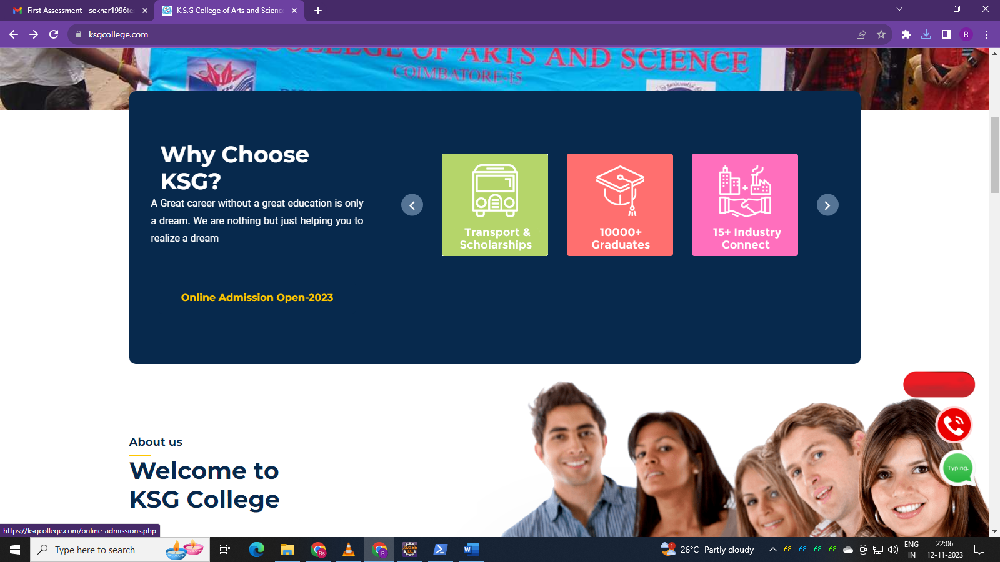 First Assessment - sekhar1996te
K.S.G College of Arts and Science
ksgcollege.com
R
COLLEGE OF ARTS AND SCIENCE
COIMBATORE-15
Why Choose
KSG?
A Great career without a great education is only
a dream. We are nothing but just helping you to
realize a dream
Online Admission Open-2023
Transport &
Scholarships
10000+
Graduates
15+ Industry
Connect
About us
Welcome to
KSG College
Typing.
https://ksgcollege.com/online-admissions.php
Type here to search
Rs
R
W
1
26°C Partly cloudy
68 68 68 68
ENG
IN
22:06
12-11-2023